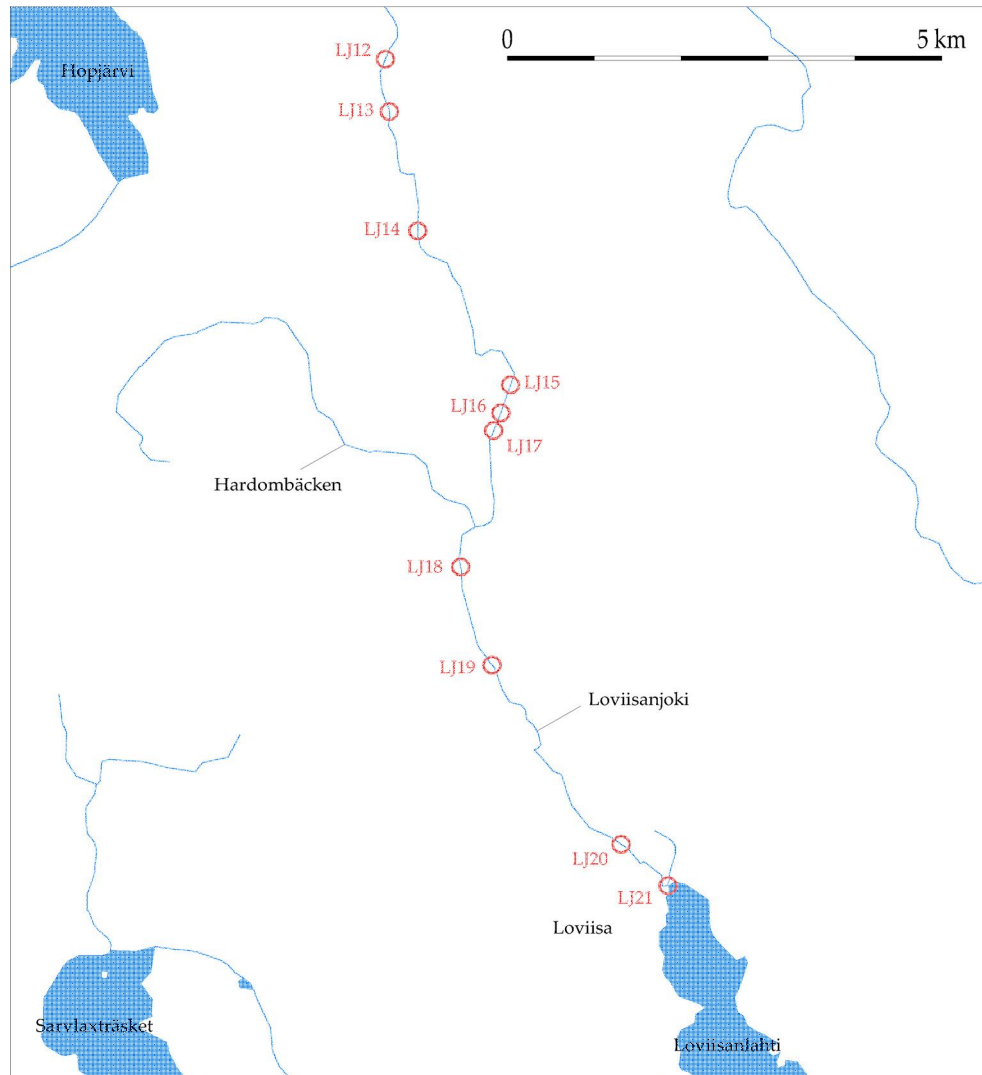 0 5 km
LJ12
Hopjärvi
LJ13
LJ14
LJ15
LJ16
LJ17
Hardombäcken
LJ18
LJ19
Loviisanjoki
LJ20
LJ21
Loviisa
Sarvlaxträsket
Loviisanlahti